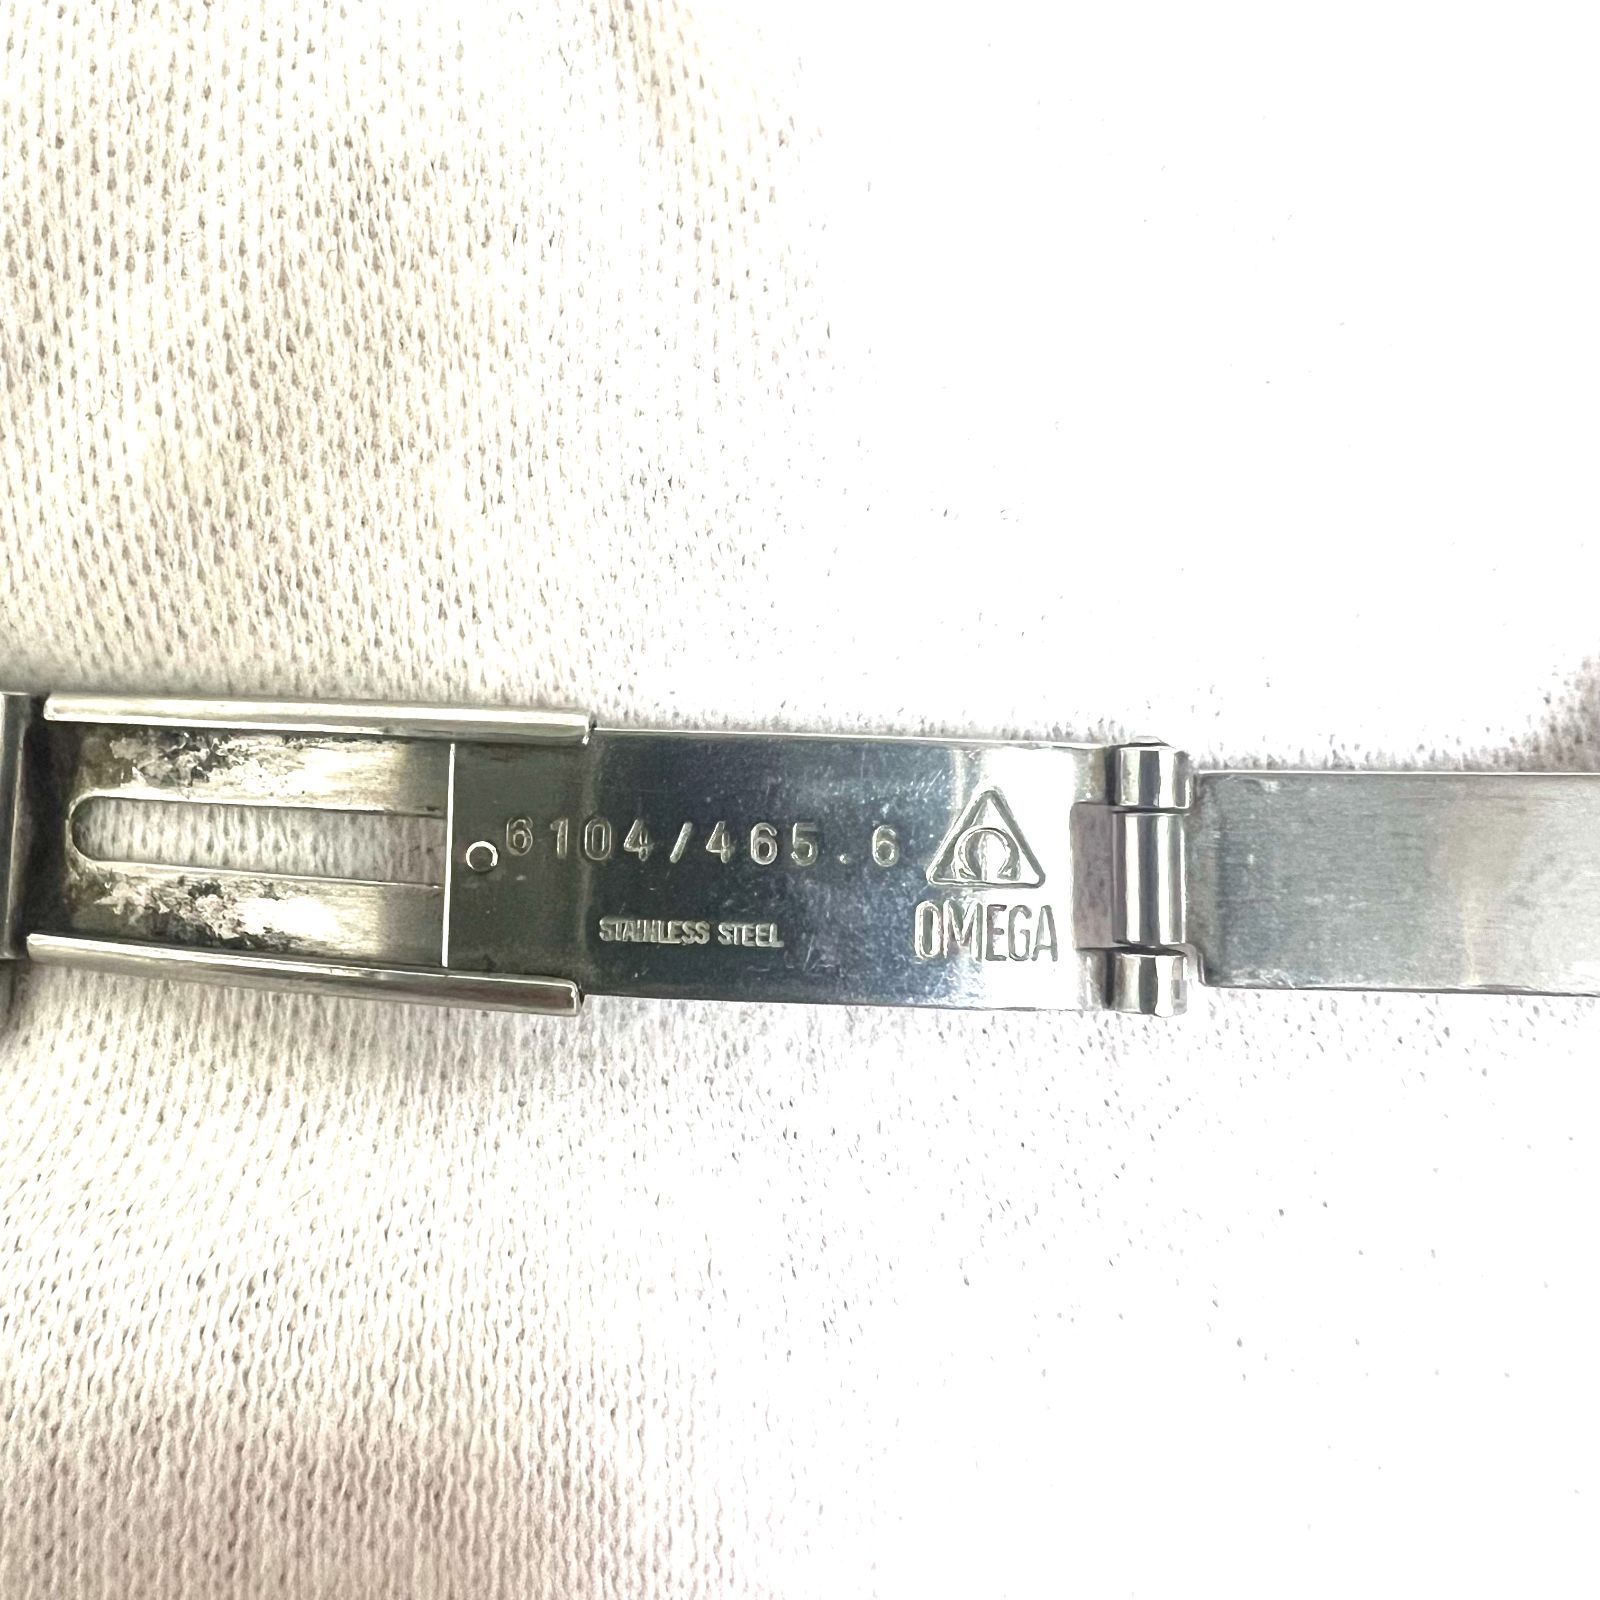 6104/465.6
STAINLESS STEEL
Ω
OMEGA